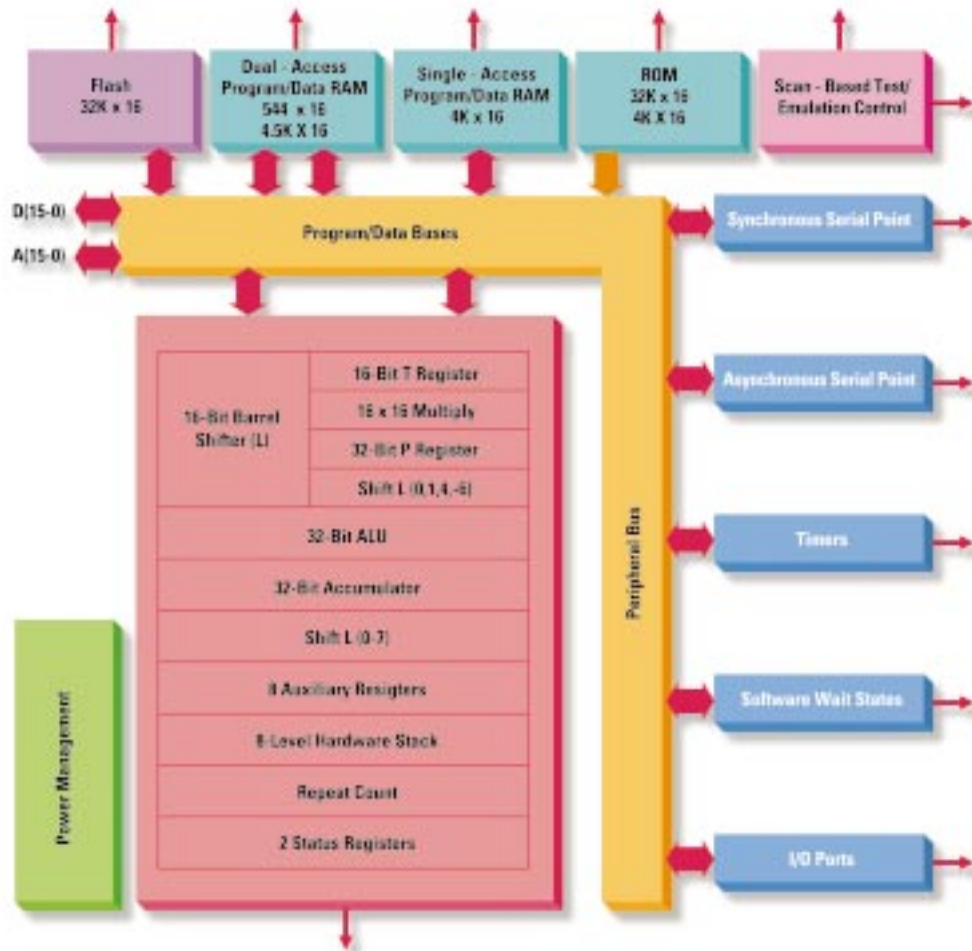 Flash
32K x 16
Dual - Access
Program/Data RAM
544 x 16
4.5K X 16
Single - Access
Program/Data RAM
4K x 16
ROM
32K x 16
4K X 16
Scan - Based Test/
Emulation Control
D(15-0)
A(15-0)
Program/Data Buses
Synchronous Serial Point
Asynchronous Serial Point
Timers
Software Wait States
I/O Ports
Peripheral Bus
16-Bit Barrel
Shifter (L)
16-Bit T Register
16 x 16 Multiply
32-Bit P Register
Shift L (0,1,4,-6)
32-Bit ALU
32-Bit Accumulator
Shift L (0-7)
8 Auxiliary Resigters
8-Level Hardware Stack
Repeat Count
2 Status Registers
Power Management